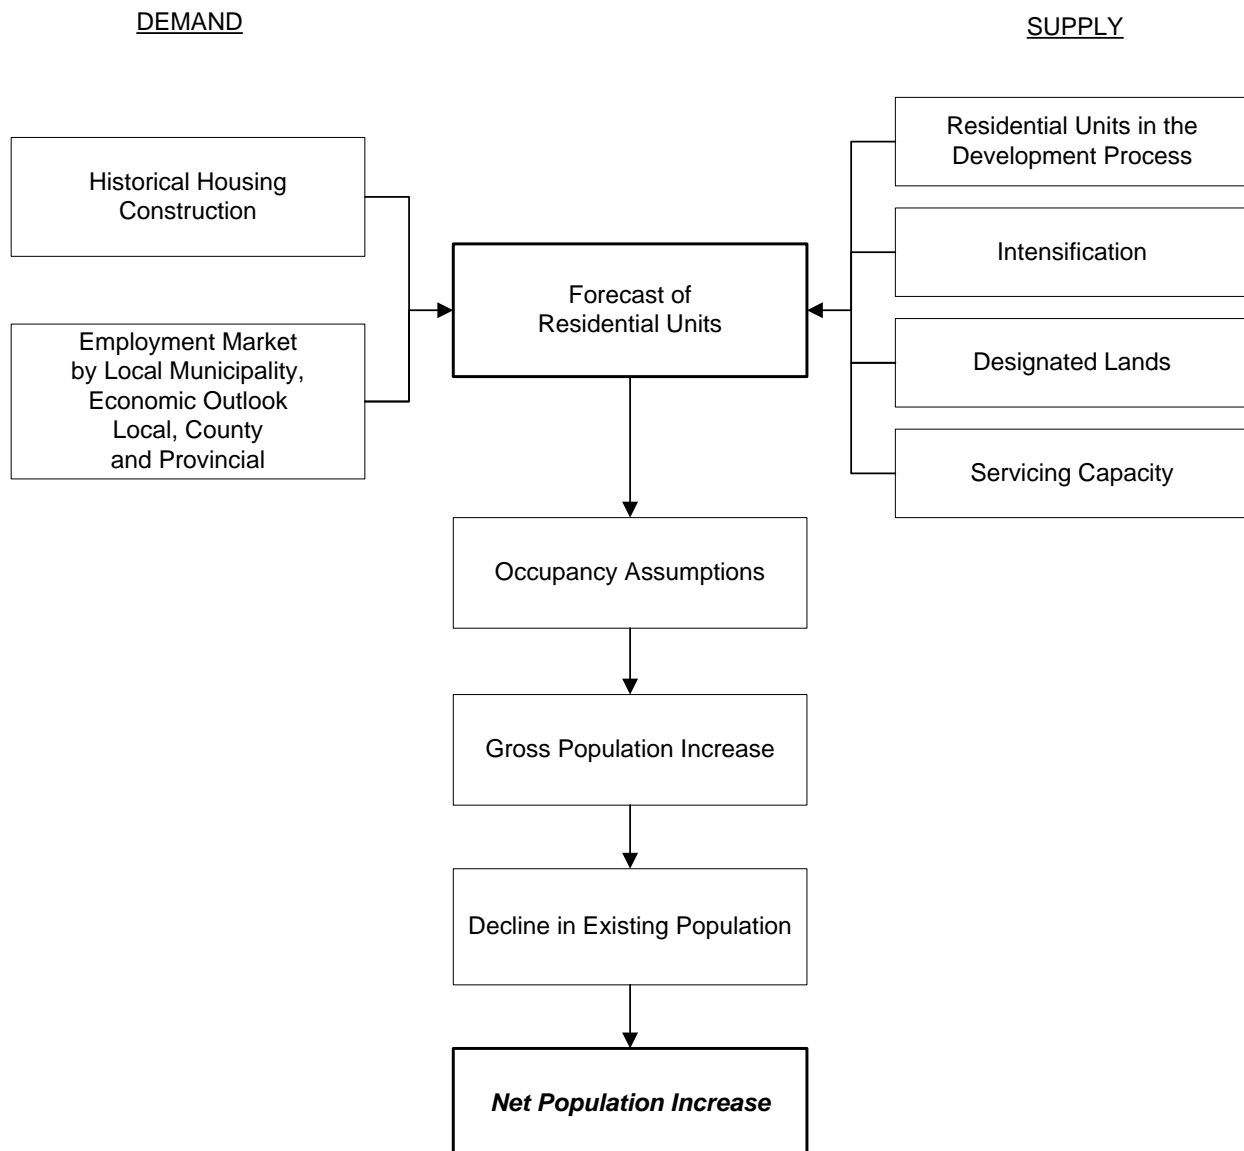 DEMAND
SUPPLY
Historical Housing
Construction
Employment Market
by Local Municipality,
Economic Outlook
Local, County
and Provincial
Forecast of
Residential Units
Residential Units in the
Development Process
Intensification
Designated Lands
Servicing Capacity
Occupancy Assumptions
Gross Population Increase
Decline in Existing Population
Net Population Increase